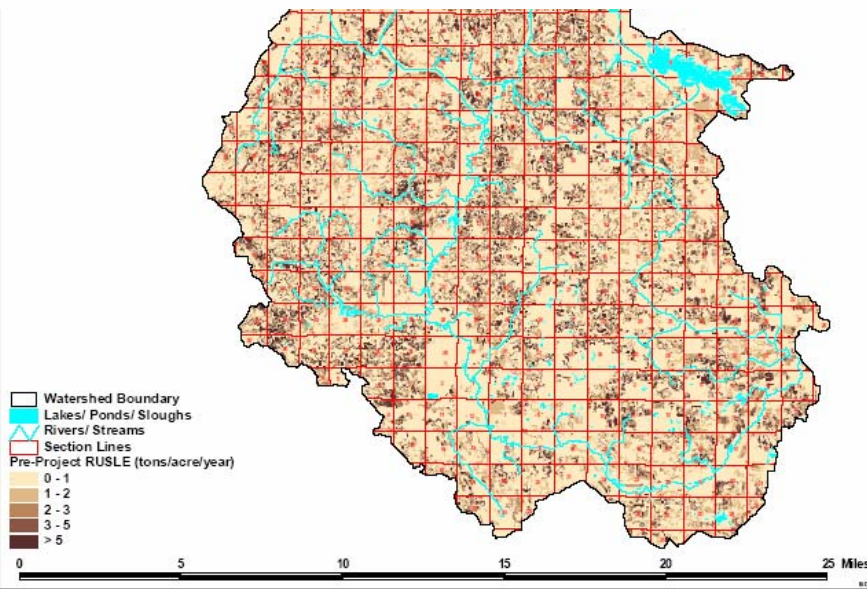 Watershed Boundary
Lakes/ Ponds/ Sloughs
Rivers/ Streams
Section Lines
Pre-Project RUSLE (tons/acre/year)
0 - 1
1 - 2
2 - 3
3 - 5
> 5
0 5 10 15 20 25 Miles